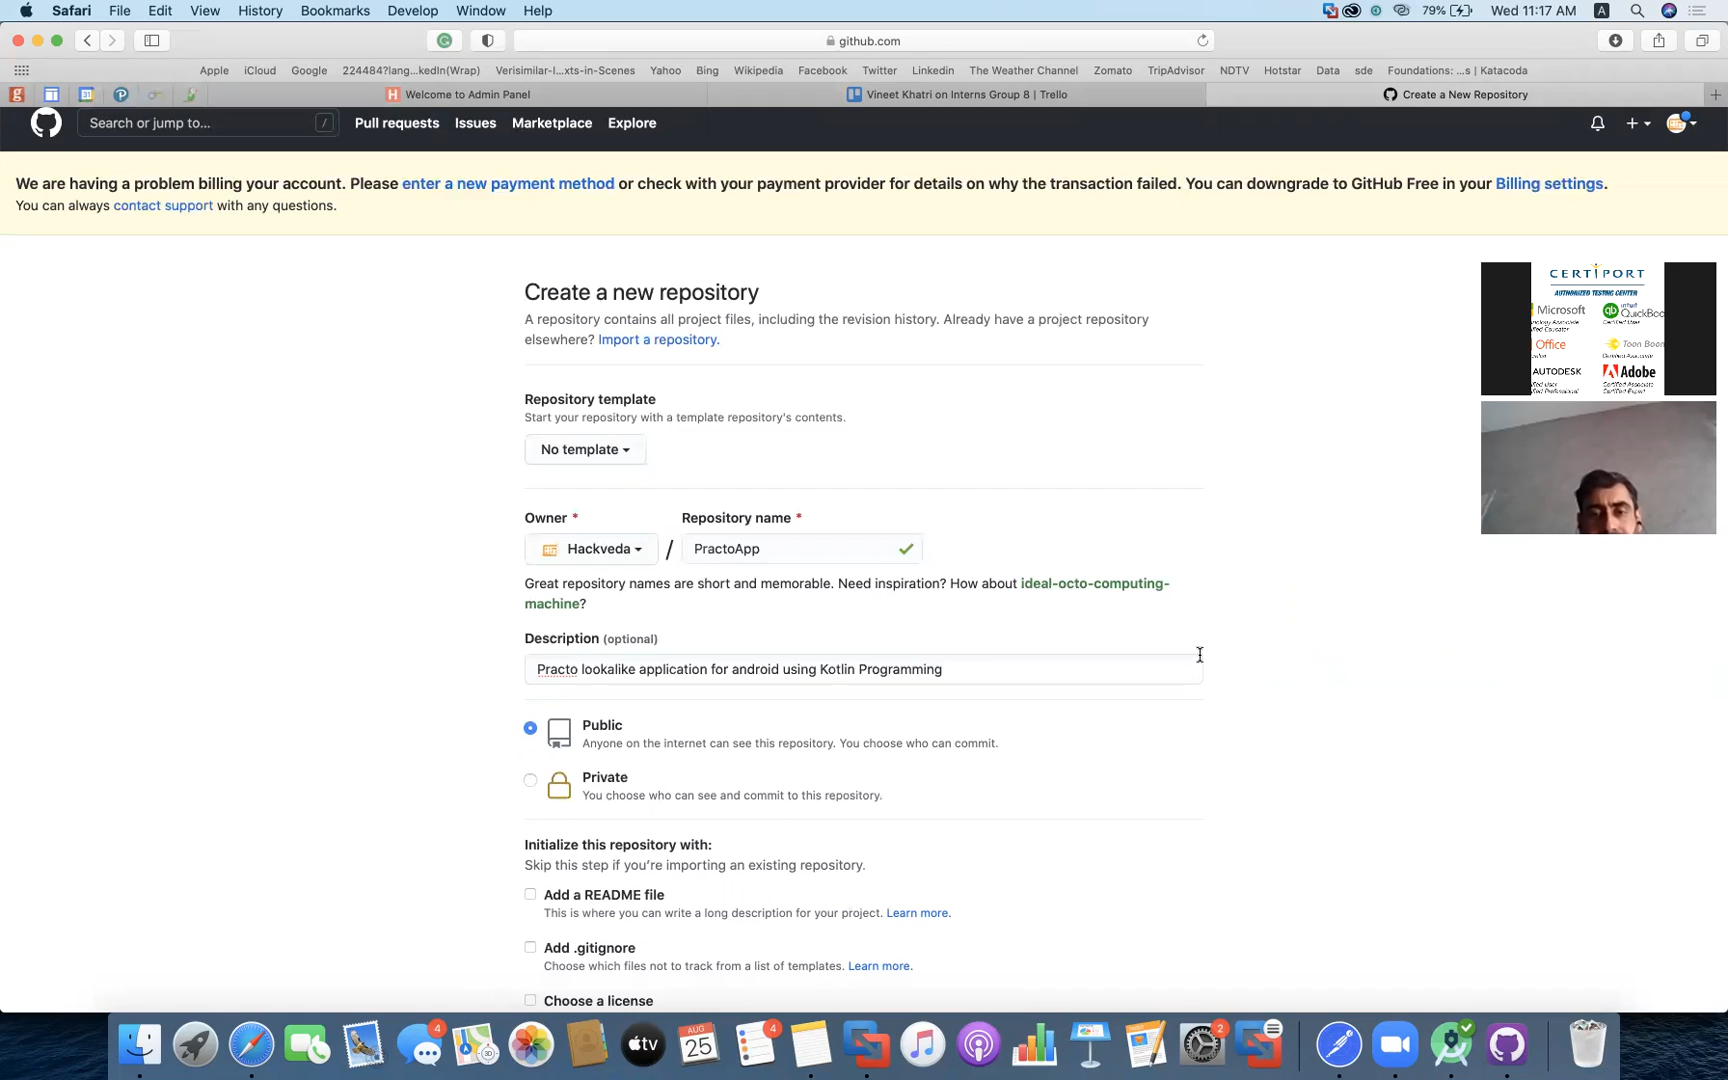 Safari File Edit View History Bookmarks Develop Window Help
79% Wed 11:17 AM A
github.com
Apple iCloud Google 224484?lang...kedIn(Wrap) Verisimilar-l...xts-in-Scenes Yahoo Bing Wikipedia Facebook Twitter Linkedin The Weather Channel Zomato TripAdvisor NDTV Hotstar Data sde Foundations:...s | Katacoda
Welcome to Admin Panel Vineet Khatri on Interns Group 8 | Trello Create a New Repository
Search or jump to... / Pull requests Issues Marketplace Explore
We are having a problem billing your account. Please enter a new payment method or check with your payment provider for details on why the transaction failed. You can downgrade to GitHub Free in your Billing settings.
You can always contact support with any questions.
Create a new repository
A repository contains all project files, including the revision history. Already have a project repository
elsewhere? Import a repository.
Repository template
Start your repository with a template repository's contents.
No template
Owner * Repository name *
Hackveda / PractoApp
Great repository names are short and memorable. Need inspiration? How about ideal-octo-computing-
machine?
Description (optional)
Practo lookalike application for android using Kotlin Programming
Public
Anyone on the internet can see this repository. You choose who can commit.
Private
You choose who can see and commit to this repository.
Initialize this repository with:
Skip this step if you're importing an existing repository.
Add a README file
This is where you can write a long description for your project. Learn more.
Add .gitignore
Choose which files not to track from a list of templates. Learn more.
Choose a license
CERTIPORT
AUTHORIZED TESTING CENTER
Microsoft
QuickBoo
Office
Toon Boon
AUTODESK
Adobe
4
AUG
25
4
tv
2